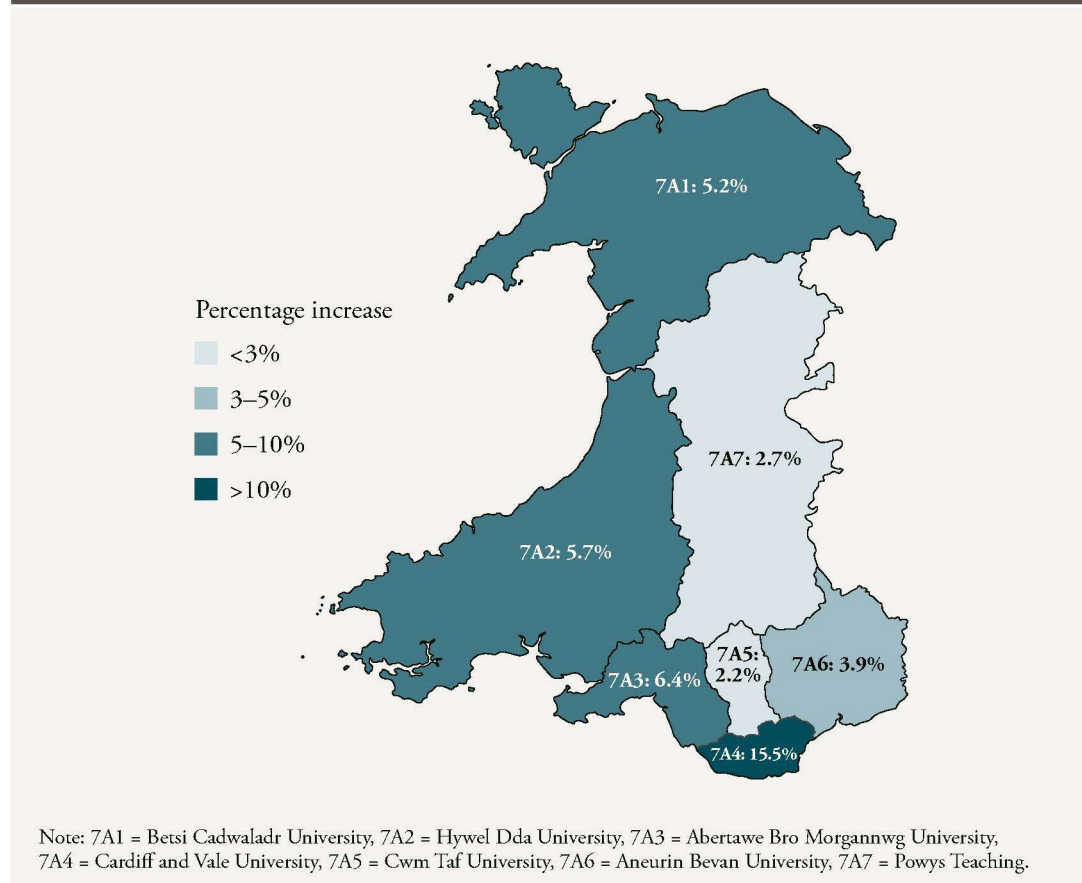 7A1: 5.2%
Percentage increase
<3%
3–5%
5–10%
>10%
7A7: 2.7%
7A2: 5.7%
7A5:
2.2%
7A6: 3.9%
7A3: 6.4%
7A4: 15.5%
Note: 7A1 = Betsi Cadwaladr University, 7A2 = Hywel Dda University, 7A3 = Abertawe Bro Morgannwg University,
7A4 = Cardiff and Vale University, 7A5 = Cwm Taf University, 7A6 = Aneurin Bevan University, 7A7 = Powys Teaching.